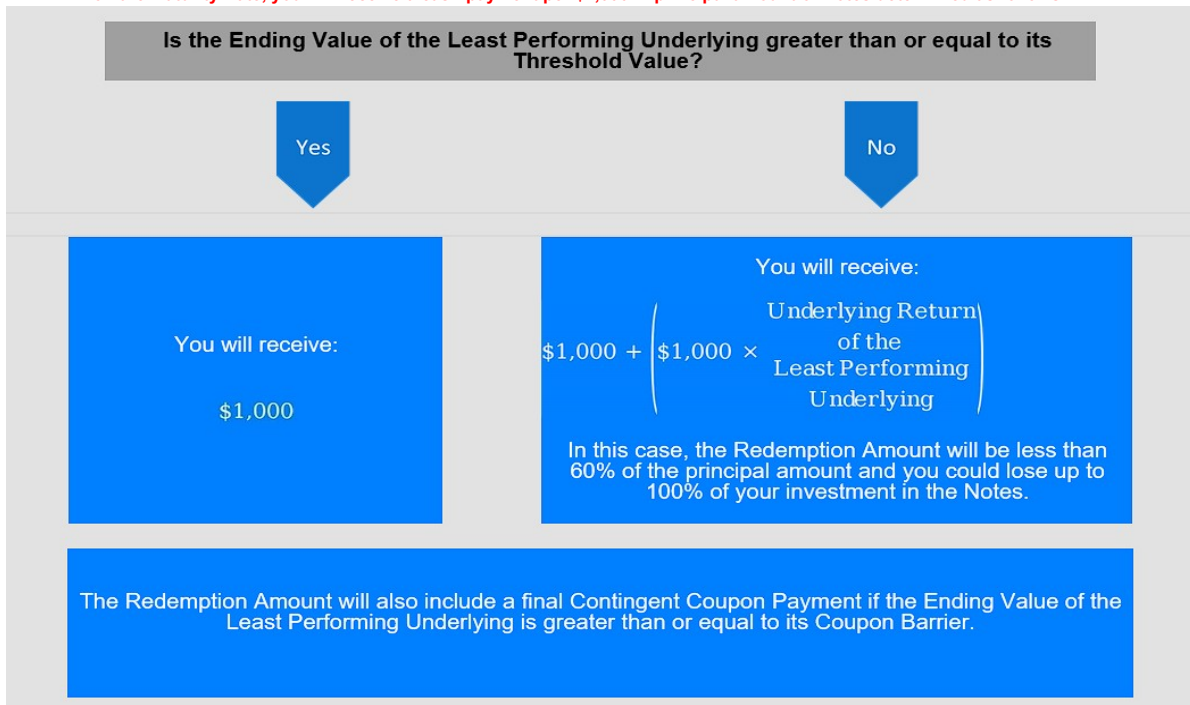 Is the Ending Value of the Least Performing Underlying greater than or equal to its
Threshold Value?
Yes
No
You will receive:
$1,000
You will receive:
$1,000 + ( $1,000 × Underlying Return
of the
Least Performing
Underlying )
In this case, the Redemption Amount will be less than
60% of the principal amount and you could lose up to
100% of your investment in the Notes.
The Redemption Amount will also include a final Contingent Coupon Payment if the Ending Value of the
Least Performing Underlying is greater than or equal to its Coupon Barrier.